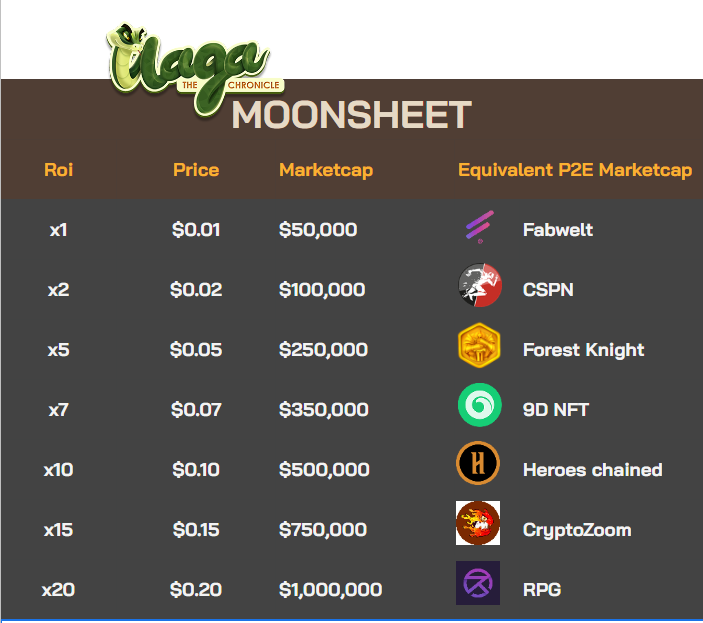 Naga
THE CHRONICLE
MOONSHEET
Roi Price Marketcap Equivalent P2E Marketcap
x1 $0.01 $50,000 Fabwelt
x2 $0.02 $100,000 CSPN
x5 $0.05 $250,000 Forest Knight
x7 $0.07 $350,000 9D NFT
x10 $0.10 $500,000 H Heroes chained
x15 $0.15 $750,000 CryptoZoom
x20 $0.20 $1,000,000 RPG